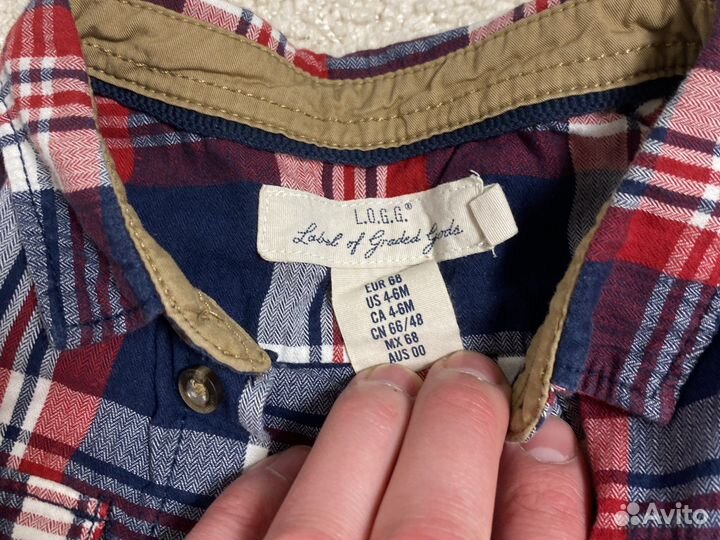 L.O.G.G.®
Label of Graded Goods
EUR 68
US 4-6M
CA 4-6M
CN 66/48
MX 68
AUS 00
Avito